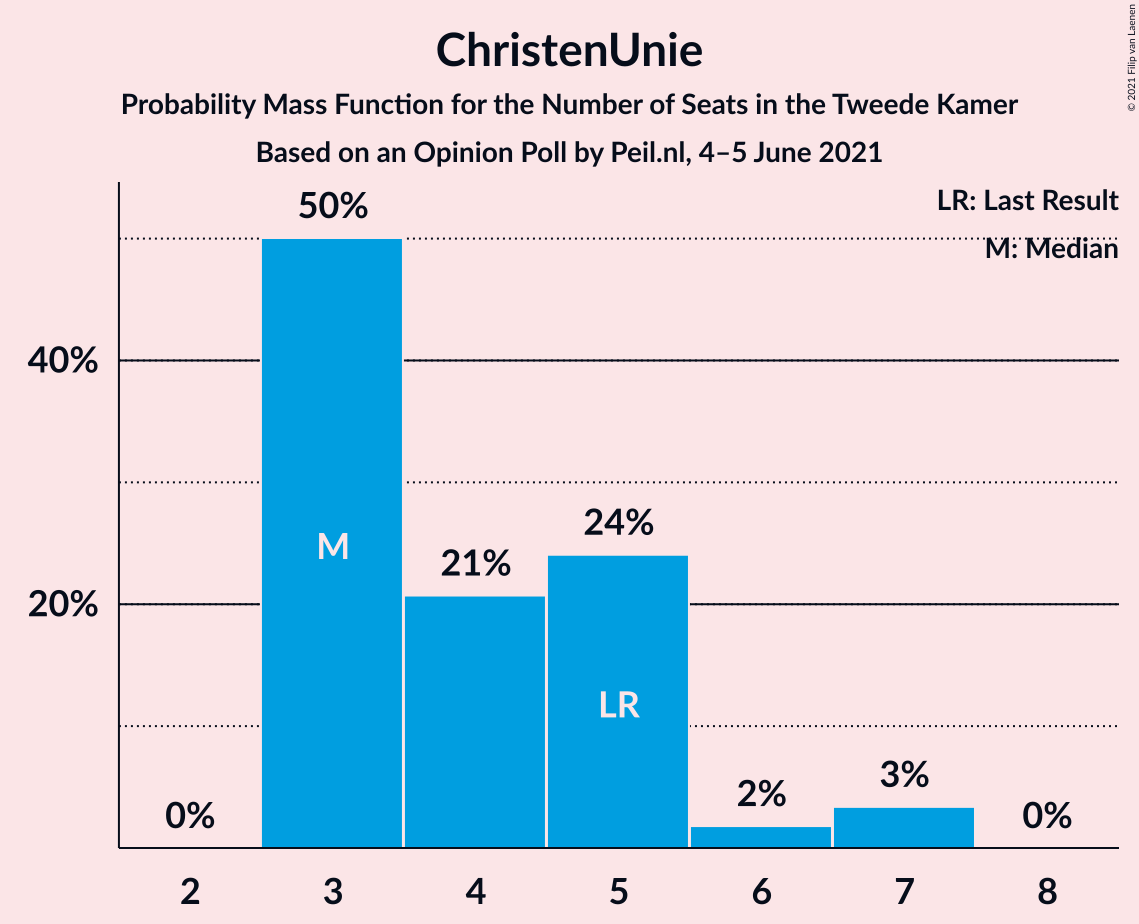 ChristenUnie
Probability Mass Function for the Number of Seats in the Tweede Kamer
Based on an Opinion Poll by Peil.nl, 4–5 June 2021
© 2021 Filip van Laenen
LR: Last Result
M: Median
50%
40%
M
24%
21%
20%
LR
3%
2%
0%
0%
2 3 4 5 6 7 8